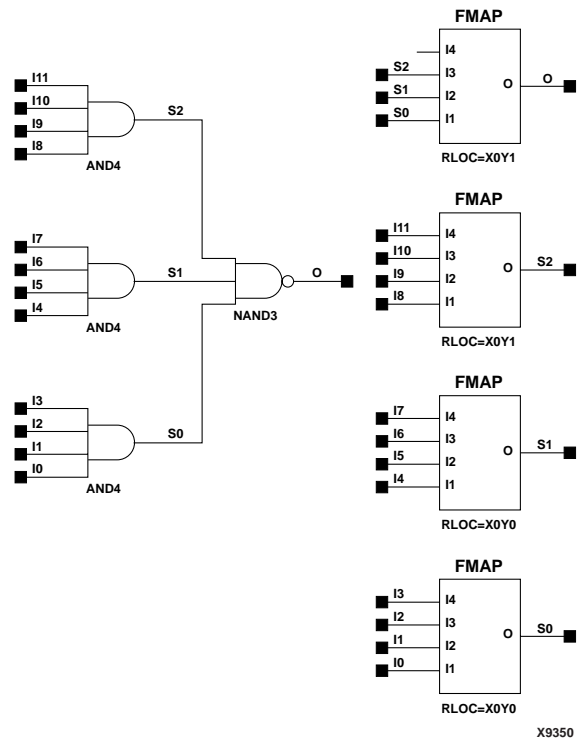 I11
I10
I9
I8
AND4
S2
I7
I6
I5
I4
AND4
S1
I3
I2
I1
I0
AND4
S0
NAND3
O
FMAP
S2
S1
S0
I4
I3
I2
I1
O
O
RLOC=X0Y1
FMAP
I11
I10
I9
I8
I4
I3
I2
I1
O
S2
RLOC=X0Y1
FMAP
I7
I6
I5
I4
I4
I3
I2
I1
O
S1
RLOC=X0Y0
FMAP
I3
I2
I1
I0
I4
I3
I2
I1
O
S0
RLOC=X0Y0
X9350